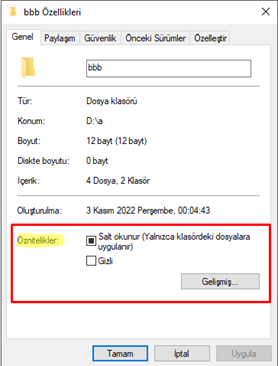 bbb Özellikleri
Genel Paylaşım Güvenlik Önceki Sürümler Özelleştir
bbb
Tür: Dosya klasörü
Konum: D:\a
Boyut: 12 bayt (12 bayt)
Diskte boyutu: 0 bayt
İçerik: 4 Dosya, 2 Klasör
Oluşturulma: 3 Kasım 2022 Perşembe, 00:04:43
Öznitelikler: Salt okunur (Yalnızca klasördeki dosyalara
uygulanır)
Gizli
Gelişmiş...
Tamam İptal Uygula